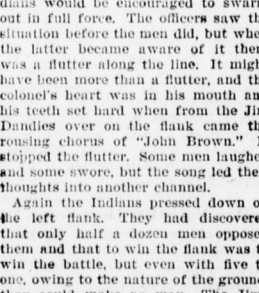 dians would be encouraged to swarm
out in full force. The officers saw th
situation before the men did, but whe
the latter became aware of it ther
was a flutter along the line. It migh
have been more than a flutter, and th
colonel's heart was in his mouth an
his teeth set hard when from the Jim
Dandies over on the flank came th
rousing chorus of "John Brown." I
stopped the flutter. Some men laughe
and some swore, but the song led the
thoughts into another channel.
Again the Indians pressed down o
the left flank. They had discovere
that only half a dozen men oppose
them and that to win the flank was t
win the battle, but even with five t
one, owing to the nature of the ground